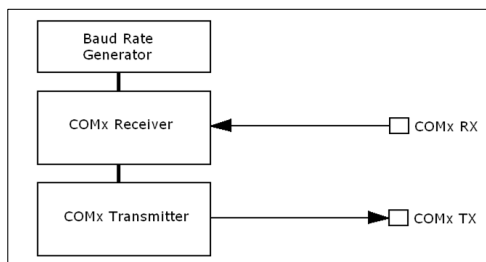 Baud Rate
Generator
COMx Receiver
COMx RX
COMx Transmitter
COMx TX